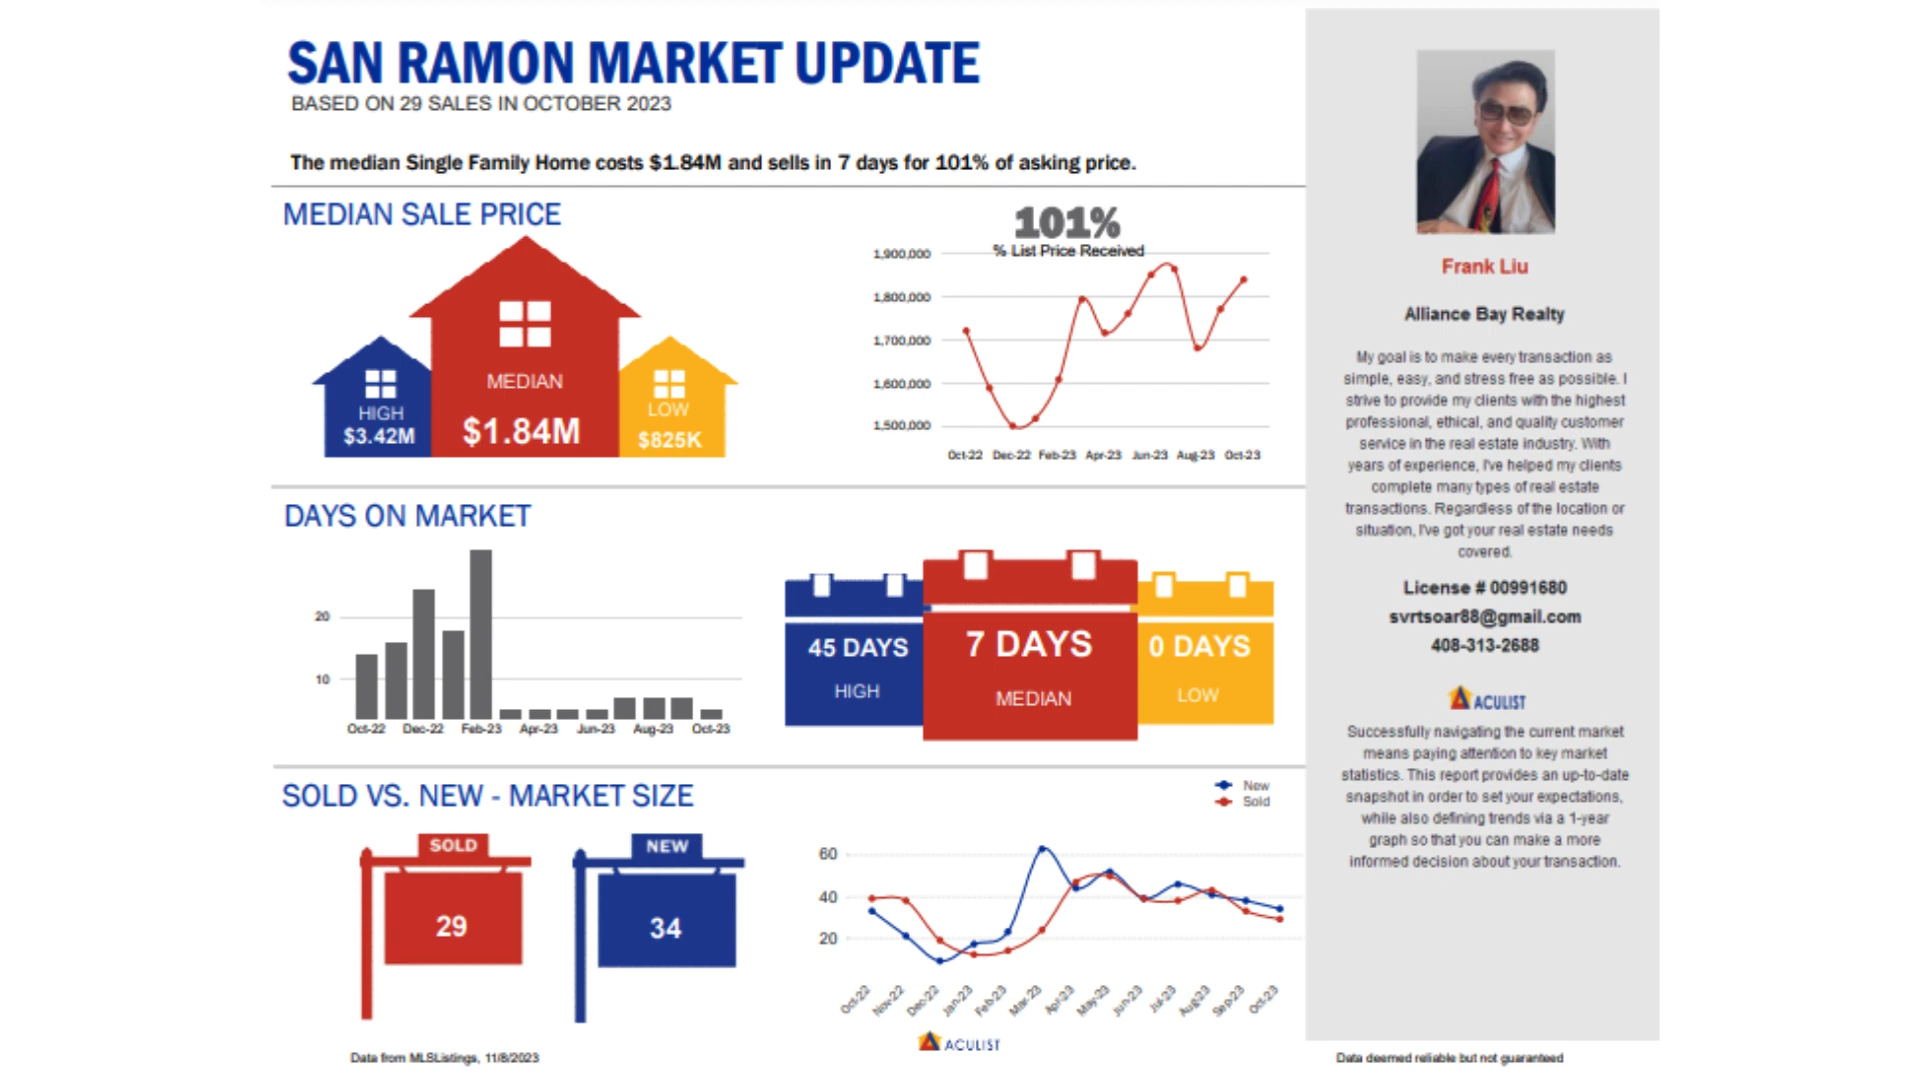 SAN RAMON MARKET UPDATE
BASED ON 29 SALES IN OCTOBER 2023
The median Single Family Home costs $1.84M and sells in 7 days for 101% of asking price.
MEDIAN SALE PRICE
HIGH
$3.42M
MEDIAN
$1.84M
LOW
$825K
101%
% List Price Received
1,900,000
1,800,000
1,700,000
1,600,000
1,500,000
Oct-22 Dec-22 Feb-23 Apr-23 Jun-23 Aug-23 Oct-23
DAYS ON MARKET
20
10
Oct-22 Dec-22 Feb-23 Apr-23 Jun-23 Aug-23 Oct-23
45 DAYS
HIGH
7 DAYS
MEDIAN
0 DAYS
LOW
SOLD VS. NEW - MARKET SIZE
SOLD
29
NEW
34
New
Sold
60
40
20
Oct-22 Nov-22 Dec-22 Jan-23 Feb-23 Mar-23 Apr-23 May-23 Jun-23 Jul-23 Aug-23 Sep-23 Oct-23
ACULIST
Data from MLSListings, 11/8/2023
Frank Liu
Alliance Bay Realty
My goal is to make every transaction as
simple, easy, and stress free as possible. I
strive to provide my clients with the highest
professional, ethical, and quality customer
service in the real estate industry. With
years of experience, I've helped my clients
complete many types of real estate
transactions. Regardless of the location or
situation, I've got your real estate needs
covered.
License # 00991680
svrtsoar88@gmail.com
408-313-2688
ACULIST
Successfully navigating the current market
means paying attention to key market
statistics. This report provides an up-to-date
snapshot in order to set your expectations,
while also defining trends via a 1-year
graph so that you can make a more
informed decision about your transaction.
Data deemed reliable but not guaranteed